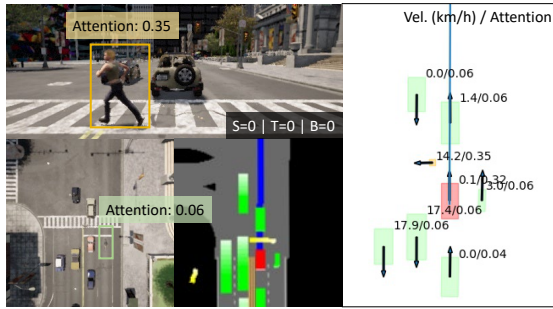 Attention: 0.35
S=0 | T=0 | B=0
Attention: 0.06
Vel. (km/h) / Attention
0.0/0.06
1.4/0.06
14.2/0.35
0.1/0.32
3.0/0.06
17.4/0.06
17.9/0.06
0.0/0.04